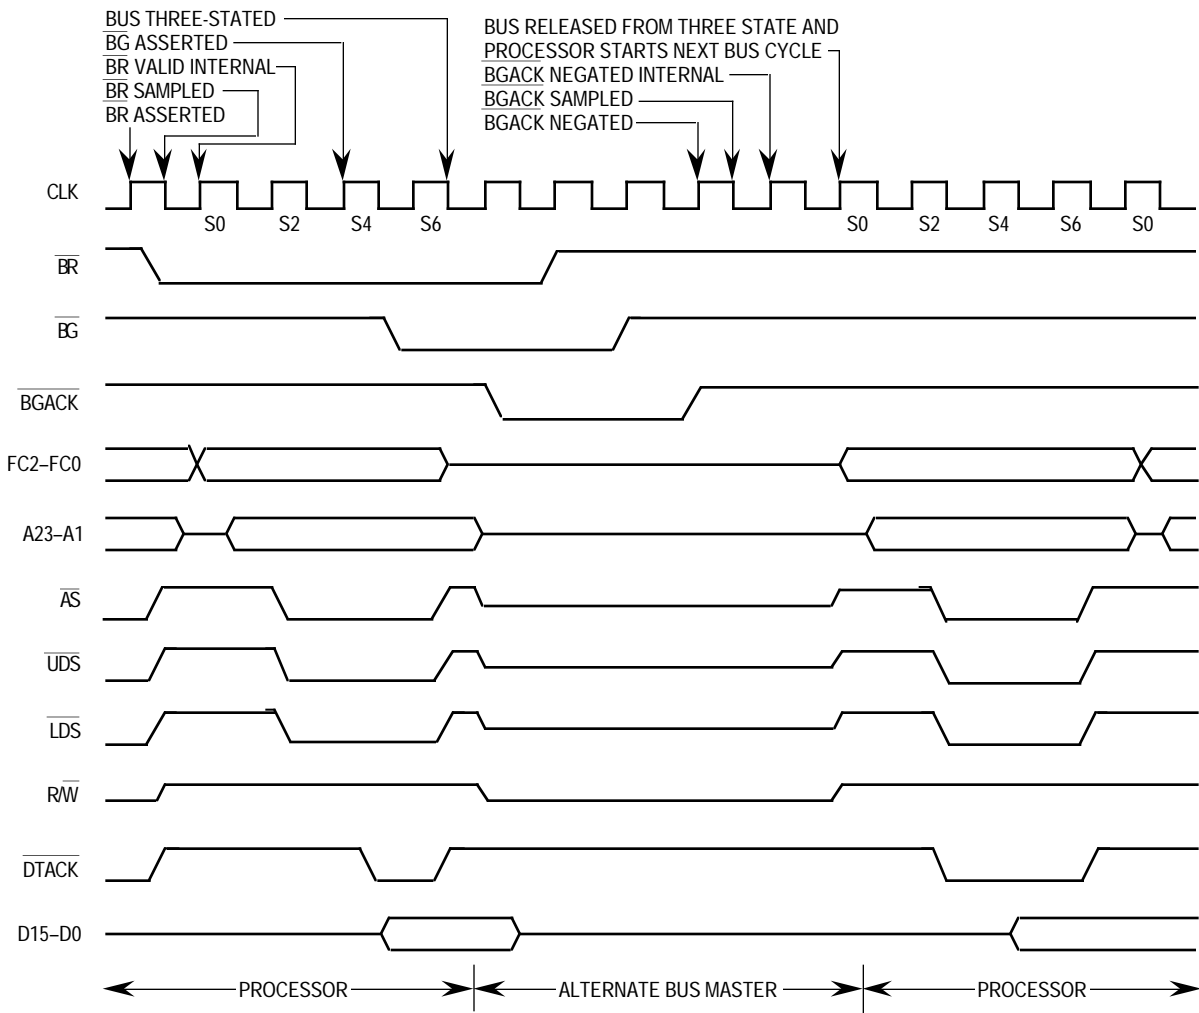 BUS THREE-STATED
BG ASSERTED
BR VALID INTERNAL
BR SAMPLED
BR ASSERTED
BUS RELEASED FROM THREE STATE AND
PROCESSOR STARTS NEXT BUS CYCLE
BGACK NEGATED INTERNAL
BGACK SAMPLED
BGACK NEGATED
CLK
S0 S2 S4 S6 S0 S2 S4 S6 S0
BR
BG
BGACK
FC2–FC0
A23–A1
AS
UDS
LDS
R/W
DTACK
D15–D0
PROCESSOR ALTERNATE BUS MASTER PROCESSOR